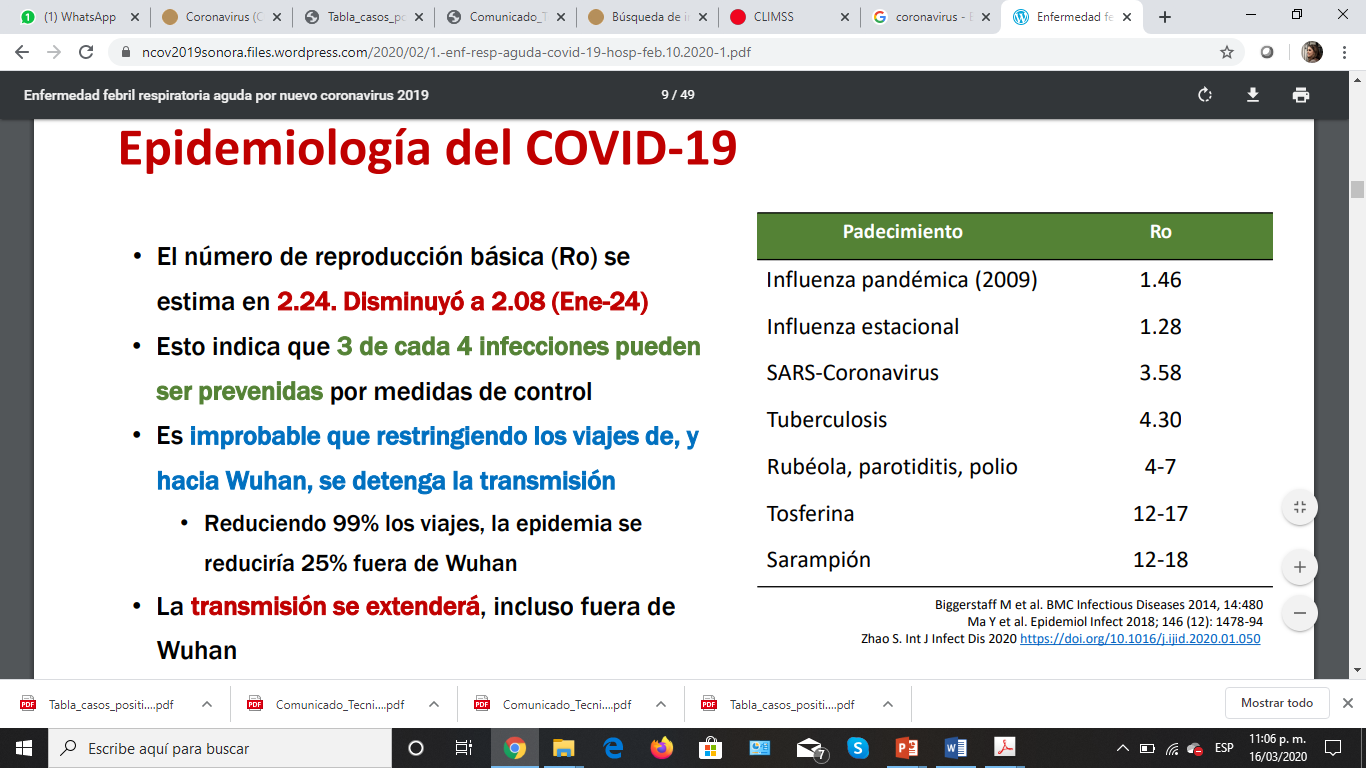 (1) WhatsApp
Coronavirus (C
Tabla_casos_po
Comunicado_T
Búsqueda de in
CLIMSS
coronavirus - B
Enfermedad fe
ncov2019sonora.files.wordpress.com/2020/02/1.-enf-resp-aguda-covid-19-hosp-feb.10.2020-1.pdf
Enfermedad febril respiratoria aguda por nuevo coronavirus 2019
9 / 49
Epidemiología del COVID-19
• El número de reproducción básica (Ro) se
estima en 2.24. Disminuyó a 2.08 (Ene-24)
• Esto indica que 3 de cada 4 infecciones pueden
ser prevenidas por medidas de control
• Es improbable que restringiendo los viajes de, y
hacia Wuhan, se detenga la transmisión
• Reduciendo 99% los viajes, la epidemia se
reduciría 25% fuera de Wuhan
• La transmisión se extenderá, incluso fuera de
Wuhan
Padecimiento Ro
Influenza pandémica (2009) 1.46
Influenza estacional 1.28
SARS-Coronavirus 3.58
Tuberculosis 4.30
Rubéola, parotiditis, polio 4-7
Tosferina 12-17
Sarampión 12-18
Biggerstaff M et al. BMC Infectious Diseases 2014, 14:480
Ma Y et al. Epidemiol Infect 2018; 146 (12): 1478-94
Zhao S. Int J Infect Dis 2020 https://doi.org/10.1016/j.ijid.2020.01.050
Tabla_casos_positi....pdf
Comunicado_Tecni....pdf
Comunicado_Tecni....pdf
Tabla_casos_positi....pdf
Mostrar todo
Escribe aquí para buscar
7
ESP
11:06 p. m.
16/03/2020